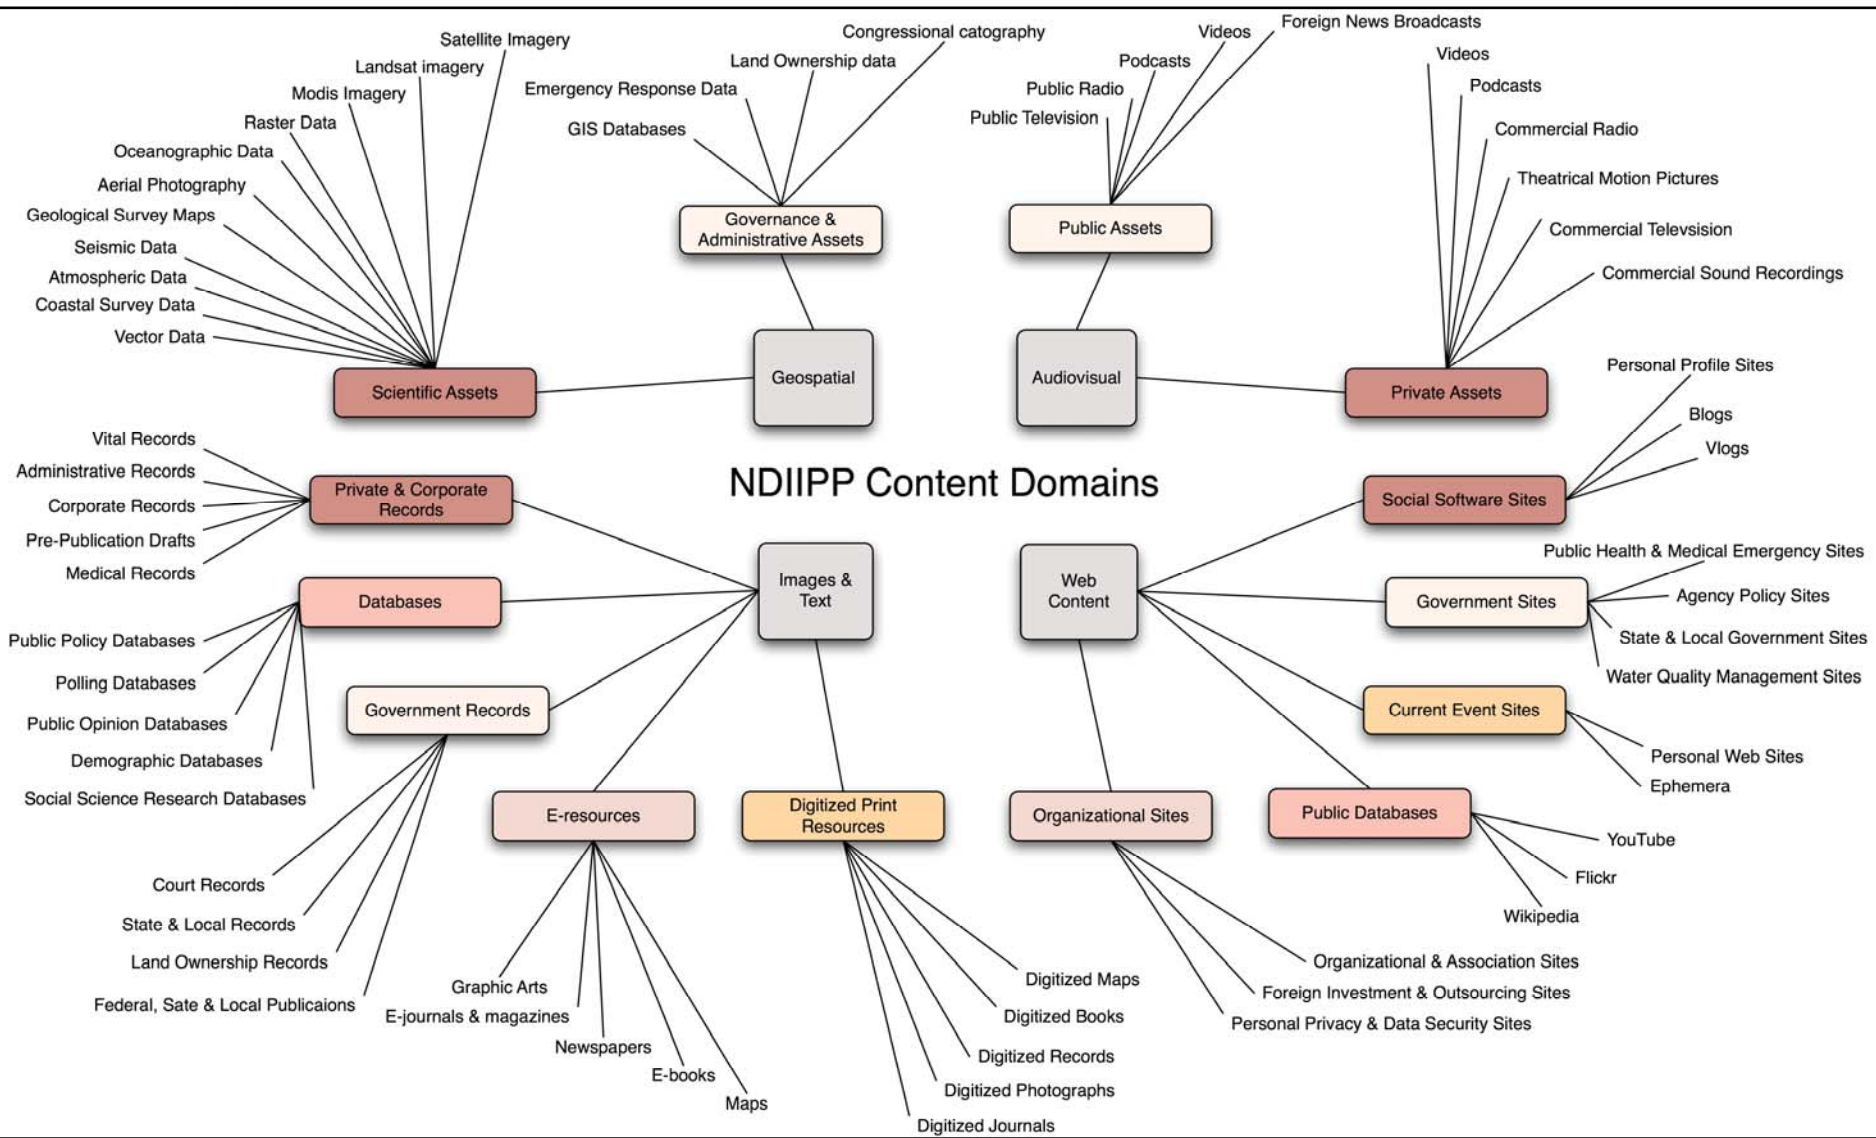 Satellite Imagery
Landsat imagery
Modis Imagery
Raster Data
Oceanographic Data
Aerial Photography
Geological Survey Maps
Seismic Data
Atmospheric Data
Coastal Survey Data
Vector Data
Scientific Assets
Congressional catography
Land Ownership data
Emergency Response Data
GIS Databases
Governance &
Administrative Assets
Geospatial
Foreign News Broadcasts
Videos
Podcasts
Public Radio
Public Television
Public Assets
Audiovisual
Videos
Podcasts
Commercial Radio
Theatrical Motion Pictures
Commercial Televsision
Commercial Sound Recordings
Private Assets
NDIIPP Content Domains
Vital Records
Administrative Records
Corporate Records
Pre-Publication Drafts
Medical Records
Private & Corporate
Records
Databases
Public Policy Databases
Polling Databases
Public Opinion Databases
Demographic Databases
Social Science Research Databases
Government Records
Court Records
State & Local Records
Land Ownership Records
Federal, Sate & Local Publicaions
Images &
Text
E-resources
Graphic Arts
E-journals & magazines
Newspapers
E-books
Maps
Digitized Print
Resources
Digitized Maps
Digitized Books
Digitized Records
Digitized Photographs
Digitized Journals
Web
Content
Personal Profile Sites
Blogs
Vlogs
Social Software Sites
Public Health & Medical Emergency Sites
Government Sites
Agency Policy Sites
State & Local Government Sites
Water Quality Management Sites
Current Event Sites
Personal Web Sites
Ephemera
Public Databases
YouTube
Flickr
Wikipedia
Organizational Sites
Organizational & Association Sites
Foreign Investment & Outsourcing Sites
Personal Privacy & Data Security Sites